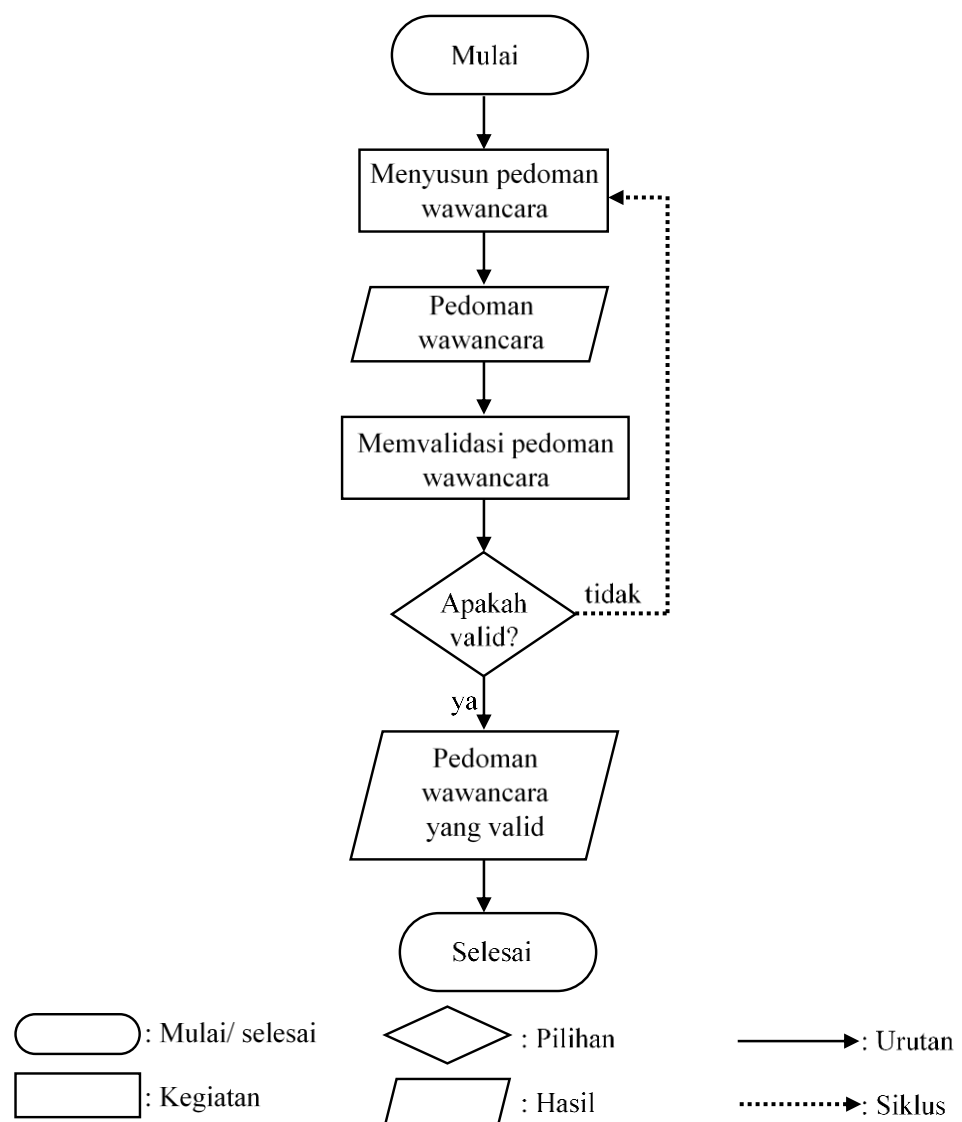 Mulai
Menyusun pedoman
wawancara
Pedoman
wawancara
Memvalidasi pedoman
wawancara
Apakah
valid?
tidak
ya
Pedoman
wawancara
yang valid
Selesai
: Mulai/ selesai
: Pilihan
: Urutan
: Kegiatan
: Hasil
: Siklus